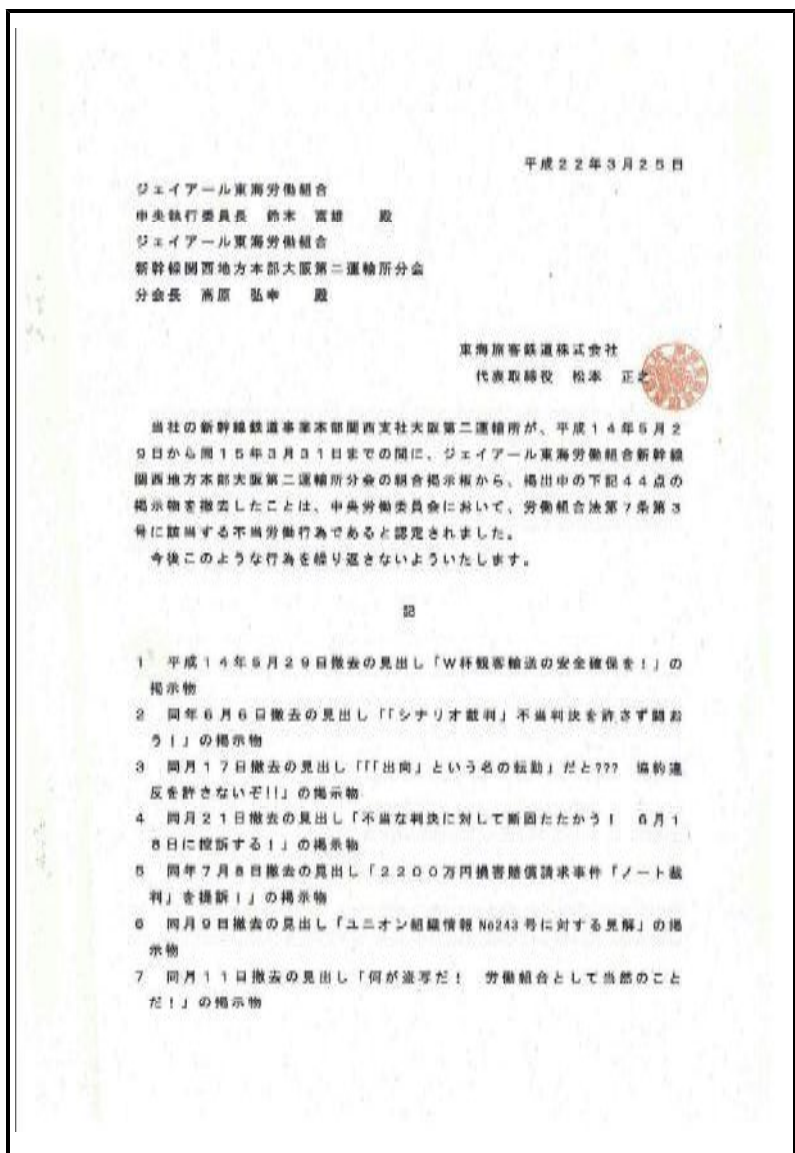 平成22年3月25日
ジェイアール東海労働組合
中央執行委員長 鈴木 富雄 殿
ジェイアール東海労働組合
新幹線関西地方本部大阪第二運輸所分会
分会長 高原 弘幸 殿
東海旅客鉄道株式会社
代表取締役 松本 正之
当社の新幹線鉄道事業本部関西支社大阪第二運輸所が、平成14年5月2
9日から同15年3月31日までの間に、ジェイアール東海労働組合新幹線
関西地方本部大阪第二運輸所分会の組合掲示板から、掲出中の下記44点の
掲示物を撤去したことは、中央労働委員会において、労働組合法第7条第3
号に該当する不当労働行為であると認定されました。
今後このような行為を繰り返さないよういたします。
記
1 平成14年5月29日撤去の見出し「W杯観客輸送の安全確保を!」の
掲示物
2 同年6月6日撤去の見出し「「シナリオ裁判」不当判決を許さず闘お
う!」の掲示物
3 同月17日撤去の見出し「「「出向」という名の転勤」だと??? 協約違
反を許さないぞ!!」の掲示物
4 同月21日撤去の見出し「不当な判決に対して断固たたかう! 6月1
8日に控訴する!」の掲示物
5 同年7月8日撤去の見出し「2200万円損害賠償請求事件「ノート裁
判」を提訴!」の掲示物
6 同月9日撤去の見出し「ユニオン組織情報No243号に対する見解」の掲
示物
7 同月11日撤去の見出し「何が盗写だ! 労働組合として当然のこと
だ!」の掲示物